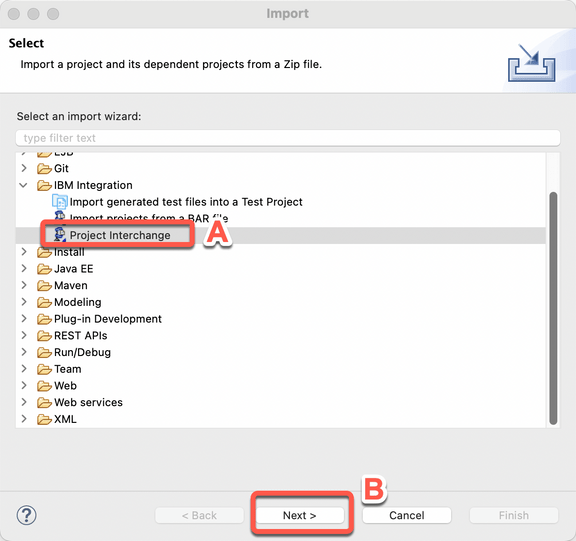 Import
Select
Import a project and its dependent projects from a Zip file.
Select an import wizard:
type filter text
EJB
Git
IBM Integration
Import generated test files into a Test Project
Import projects from a BAR file
Project Interchange
A
Install
Java EE
Maven
Modeling
Plug-in Development
REST APIs
Run/Debug
Team
Web
Web services
XML
B
?
< Back
Next >
Cancel
Finish